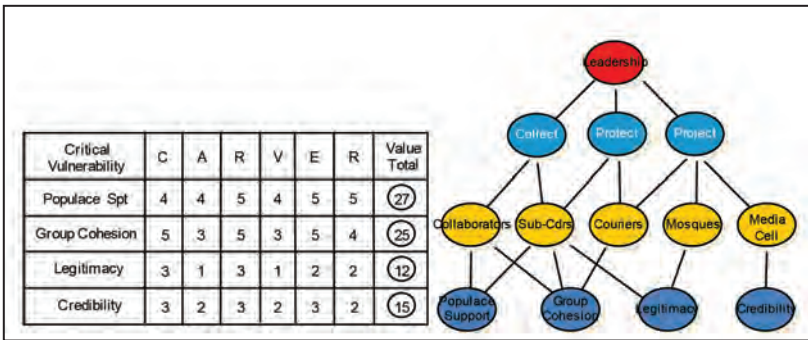 Critical Vulnerability C A R V E R Value Total
Populace Spt 4 4 5 4 5 5 27
Group Cohesion 5 3 5 3 5 4 25
Legitimacy 3 1 3 1 2 2 12
Credibility 3 2 3 2 3 2 15
Leadership
Collect Protect Project
Collaborators Sub-Cdrs Couriers Mosques Media Cell
Populace Support Group Cohesion Legitimacy Credibility